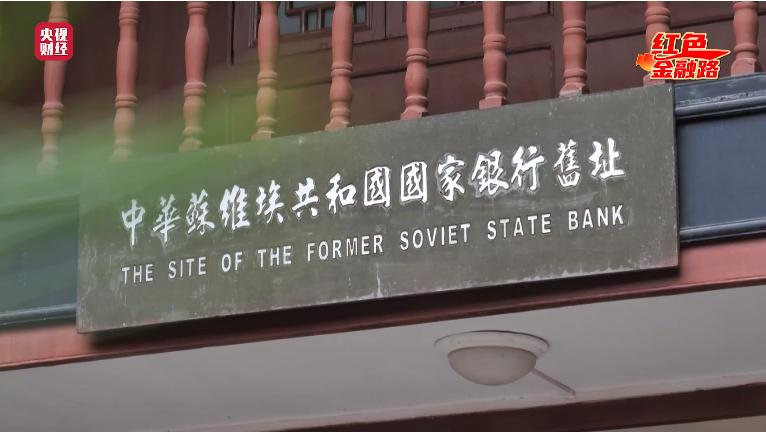 央视
财经
红色
金融路
中華蘇維埃共和國國家銀行舊址
THE SITE OF THE FORMER SOVIET STATE BANK